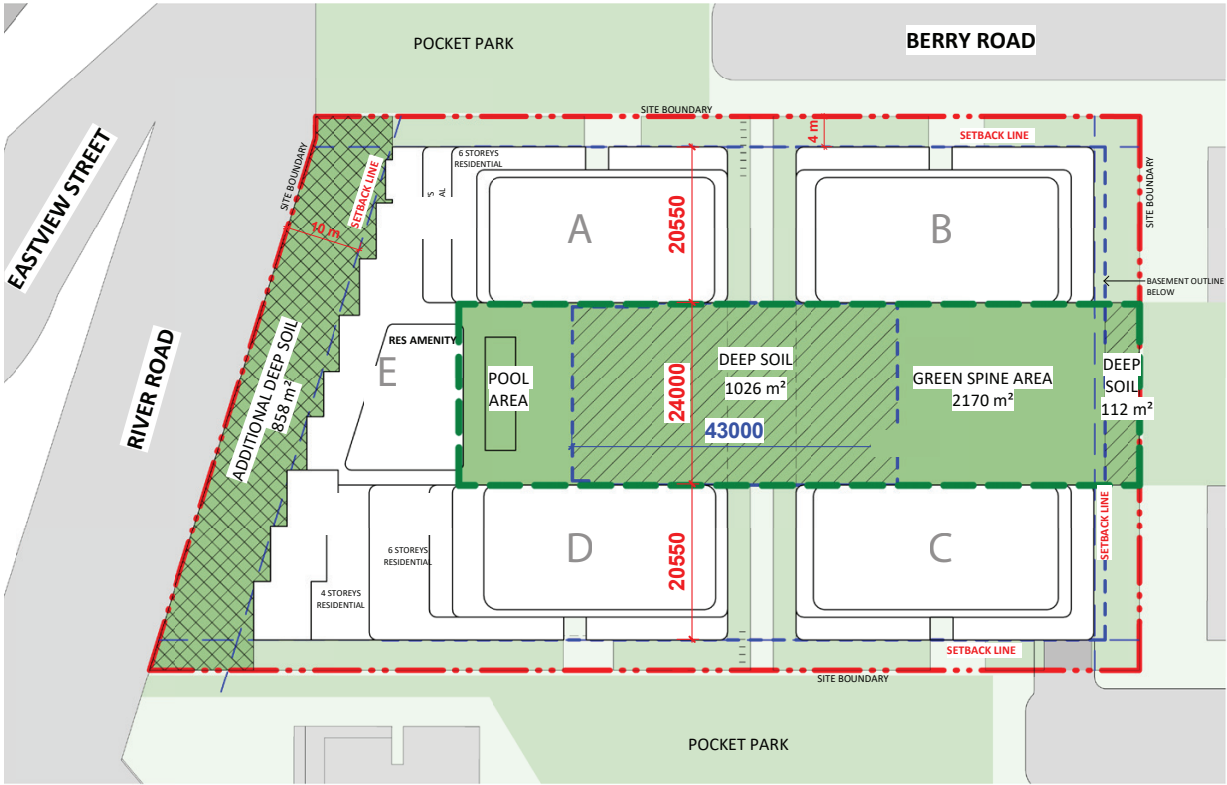 POCKET PARK
BERRY ROAD
SITE BOUNDARY
4 m
SETBACK LINE
EASTVIEW STREET
SITE BOUNDARY
SETBACK LINE
6 STOREYS
RESIDENTIAL
S
AL
SITE BOUNDARY
10 m
A
20550
B
BASEMENT OUTLINE
BELOW
RIVER ROAD
ADDITIONAL DEEP SOIL
858 m²
RES AMENITY
E
POOL
AREA
DEEP SOIL
1026 m²
24000
43000
GREEN SPINE AREA
2170 m²
DEEP
SOIL
112 m²
6 STOREYS
RESIDENTIAL
4 STOREYS
RESIDENTIAL
D
20550
C
SETBACK LINE
SETBACK LINE
SITE BOUNDARY
POCKET PARK